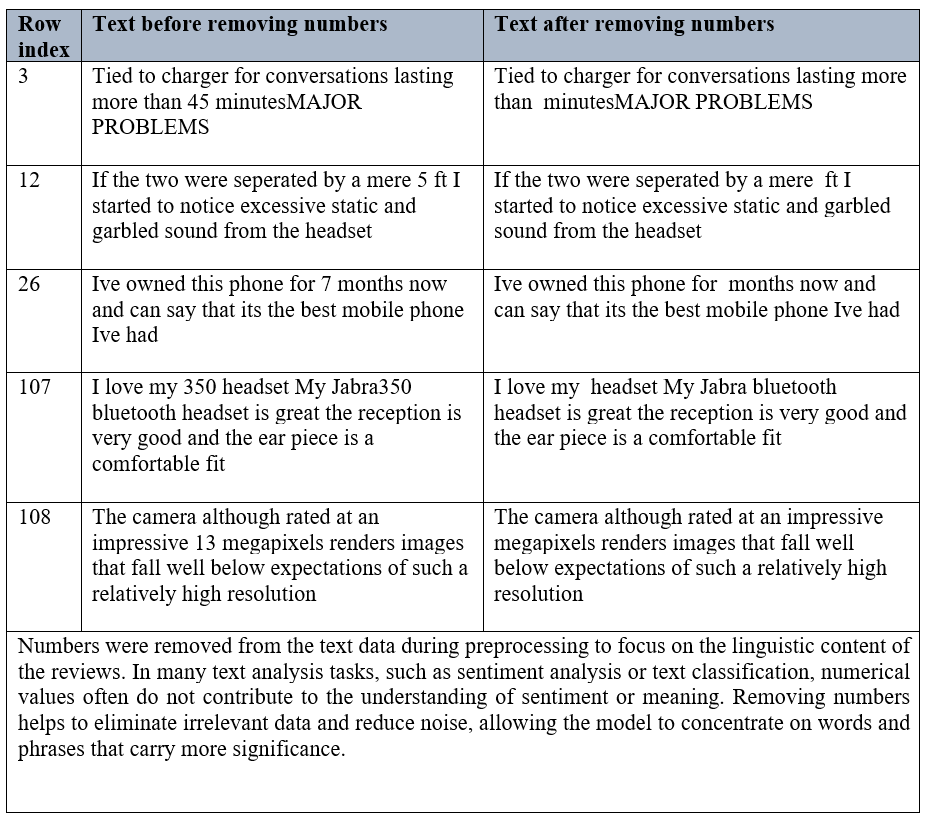 Row index
Text before removing numbers
Text after removing numbers
3
Tied to charger for conversations lasting
more than 45 minutesMAJOR
PROBLEMS
Tied to charger for conversations lasting more
than  minutesMAJOR PROBLEMS
12
If the two were seperated by a mere 5 ft I
started to notice excessive static and
garbled sound from the headset
If the two were seperated by a mere  ft I
started to notice excessive static and garbled
sound from the headset
26
Ive owned this phone for 7 months now
and can say that its the best mobile phone
Ive had
Ive owned this phone for  months now and
can say that its the best mobile phone Ive had
107
I love my 350 headset My Jabra350
bluetooth headset is great the reception is
very good and the ear piece is a
comfortable fit
I love my  headset My Jabra bluetooth
headset is great the reception is very good and
the ear piece is a comfortable fit
108
The camera although rated at an
impressive 13 megapixels renders images
that fall well below expectations of such a
relatively high resolution
The camera although rated at an impressive
megapixels renders images that fall well
below expectations of such a relatively high
resolution
Numbers were removed from the text data during preprocessing to focus on the linguistic content of
the reviews. In many text analysis tasks, such as sentiment analysis or text classification, numerical
values often do not contribute to the understanding of sentiment or meaning. Removing numbers
helps to eliminate irrelevant data and reduce noise, allowing the model to concentrate on words and
phrases that carry more significance.